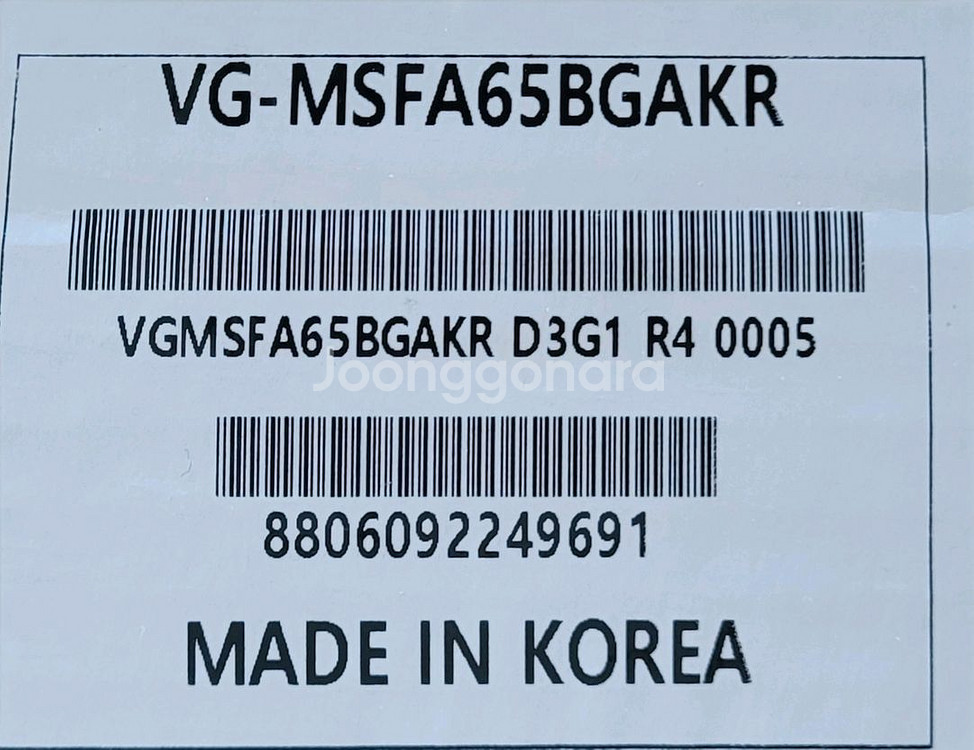 VG-MSFA65BGAKR
VGMSFA65BGAKR D3G1 R4 0005
Joonggonara
8806092249691
MADE IN KOREA